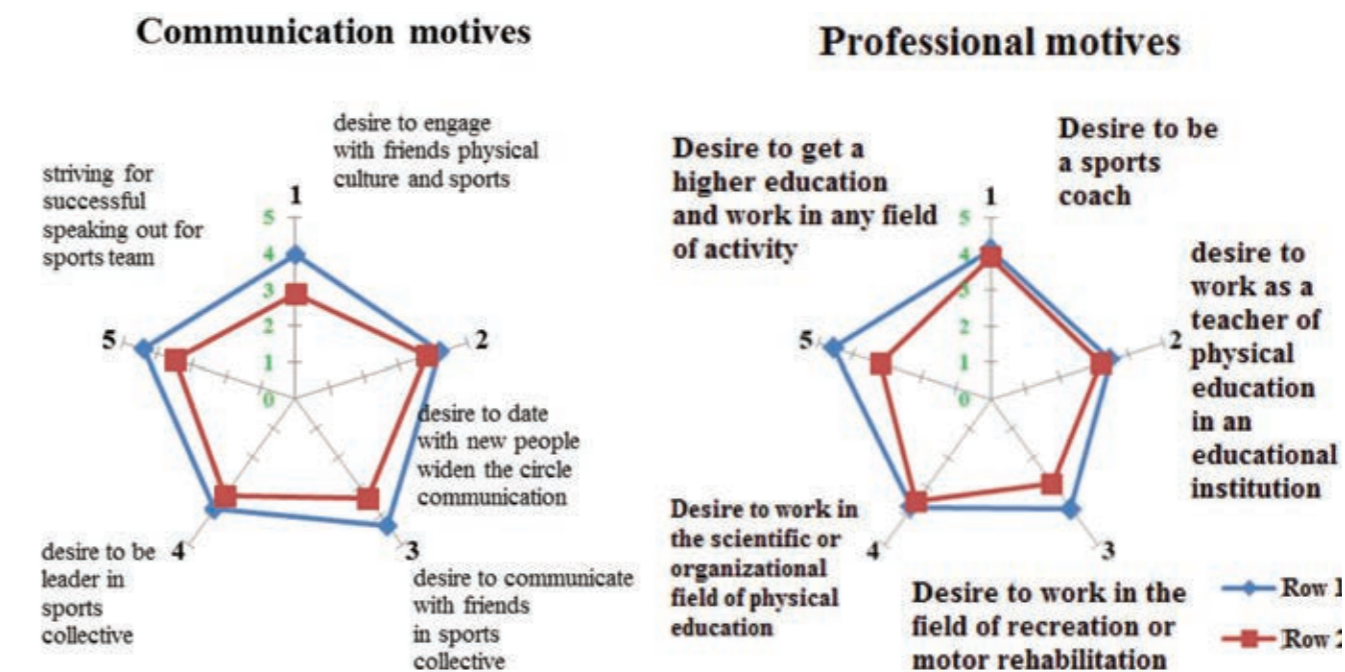 Communication motives
desire to engage
with friends physical
culture and sports
striving for
successful
speaking out for
sports team
1
5
4
3
2
1
0
5
2
desire to date
with new people
widen the circle
communication
desire to be
leader in
sports
collective
4
3
desire to communicate
with friends
in sports
collective
Professional motives
Desire to be
a sports
coach
Desire to get a
higher education
and work in any field
of activity
1
5
4
3
2
1
0
5
2
desire to
work as a
teacher of
physical
education
in an
educational
institution
Desire to work in
the scientific or
organizational
field of physical
education
4
3
Desire to work in the
field of recreation or
motor rehabilitation
Row 1
Row 2